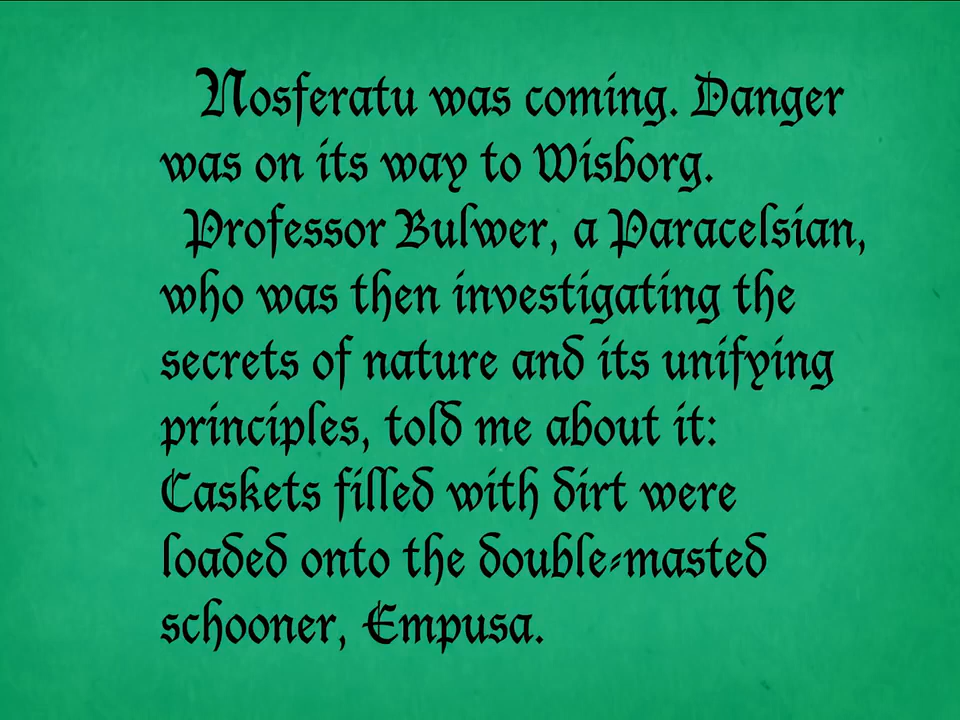 Nosferatu was coming. Danger
was on its way to Wisborg.
Professor Bulwer, a Paracelsian,
who was then investigating the
secrets of nature and its unifying
principles, told me about it:
Caskets filled with dirt were
loaded onto the double-masted
schooner, Empusa.